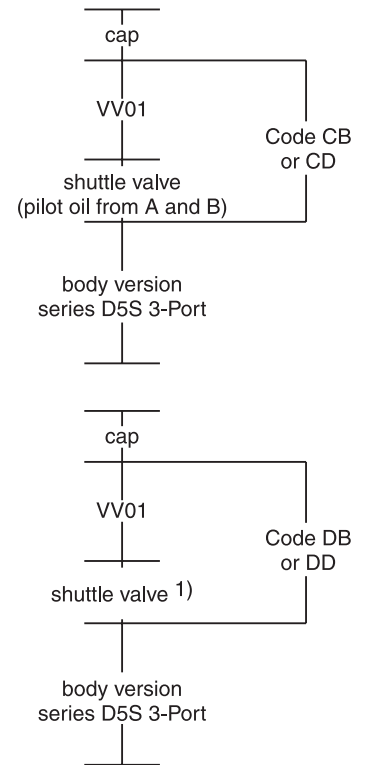 cap
VV01
Code CB
or CD
shuttle valve
(pilot oil from A and B)
body version
series D5S 3-Port
cap
VV01
Code DB
or DD
shuttle valve 1)
body version
series D5S 3-Port